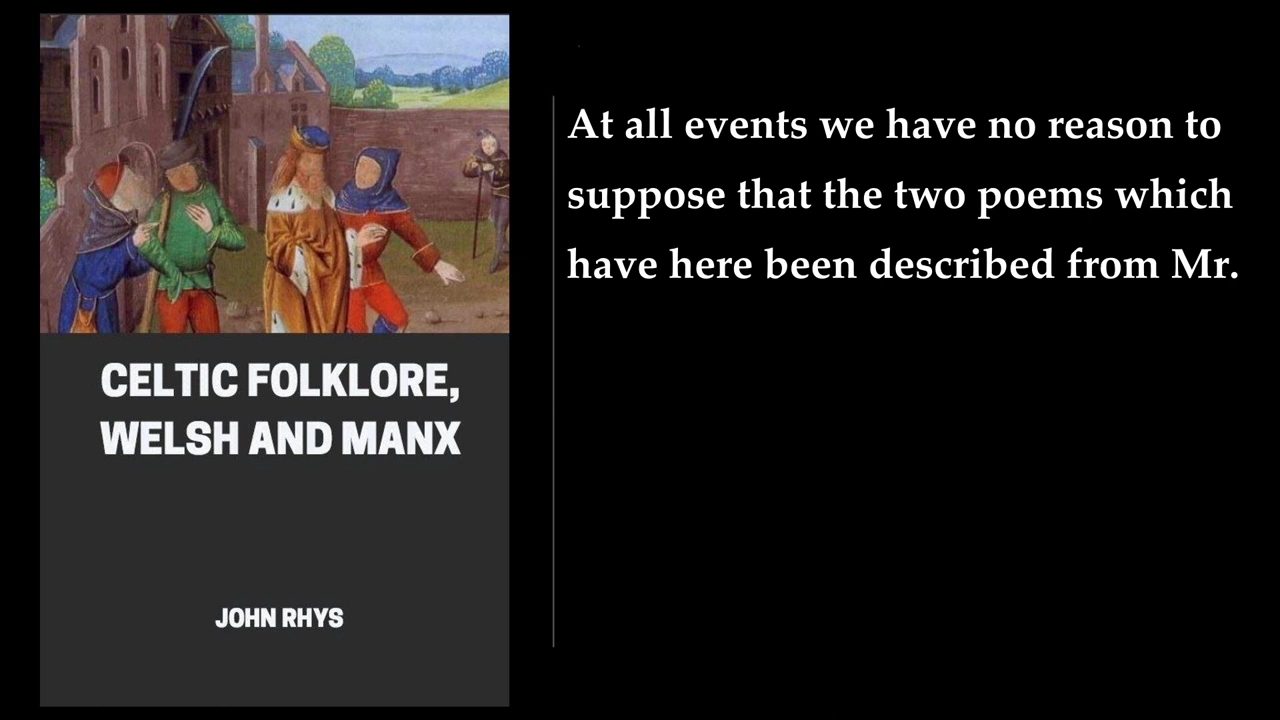 CELTIC FOLKLORE,
WELSH AND MANX
JOHN RHYS
At all events we have no reason to
suppose that the two poems which
have here been described from Mr.